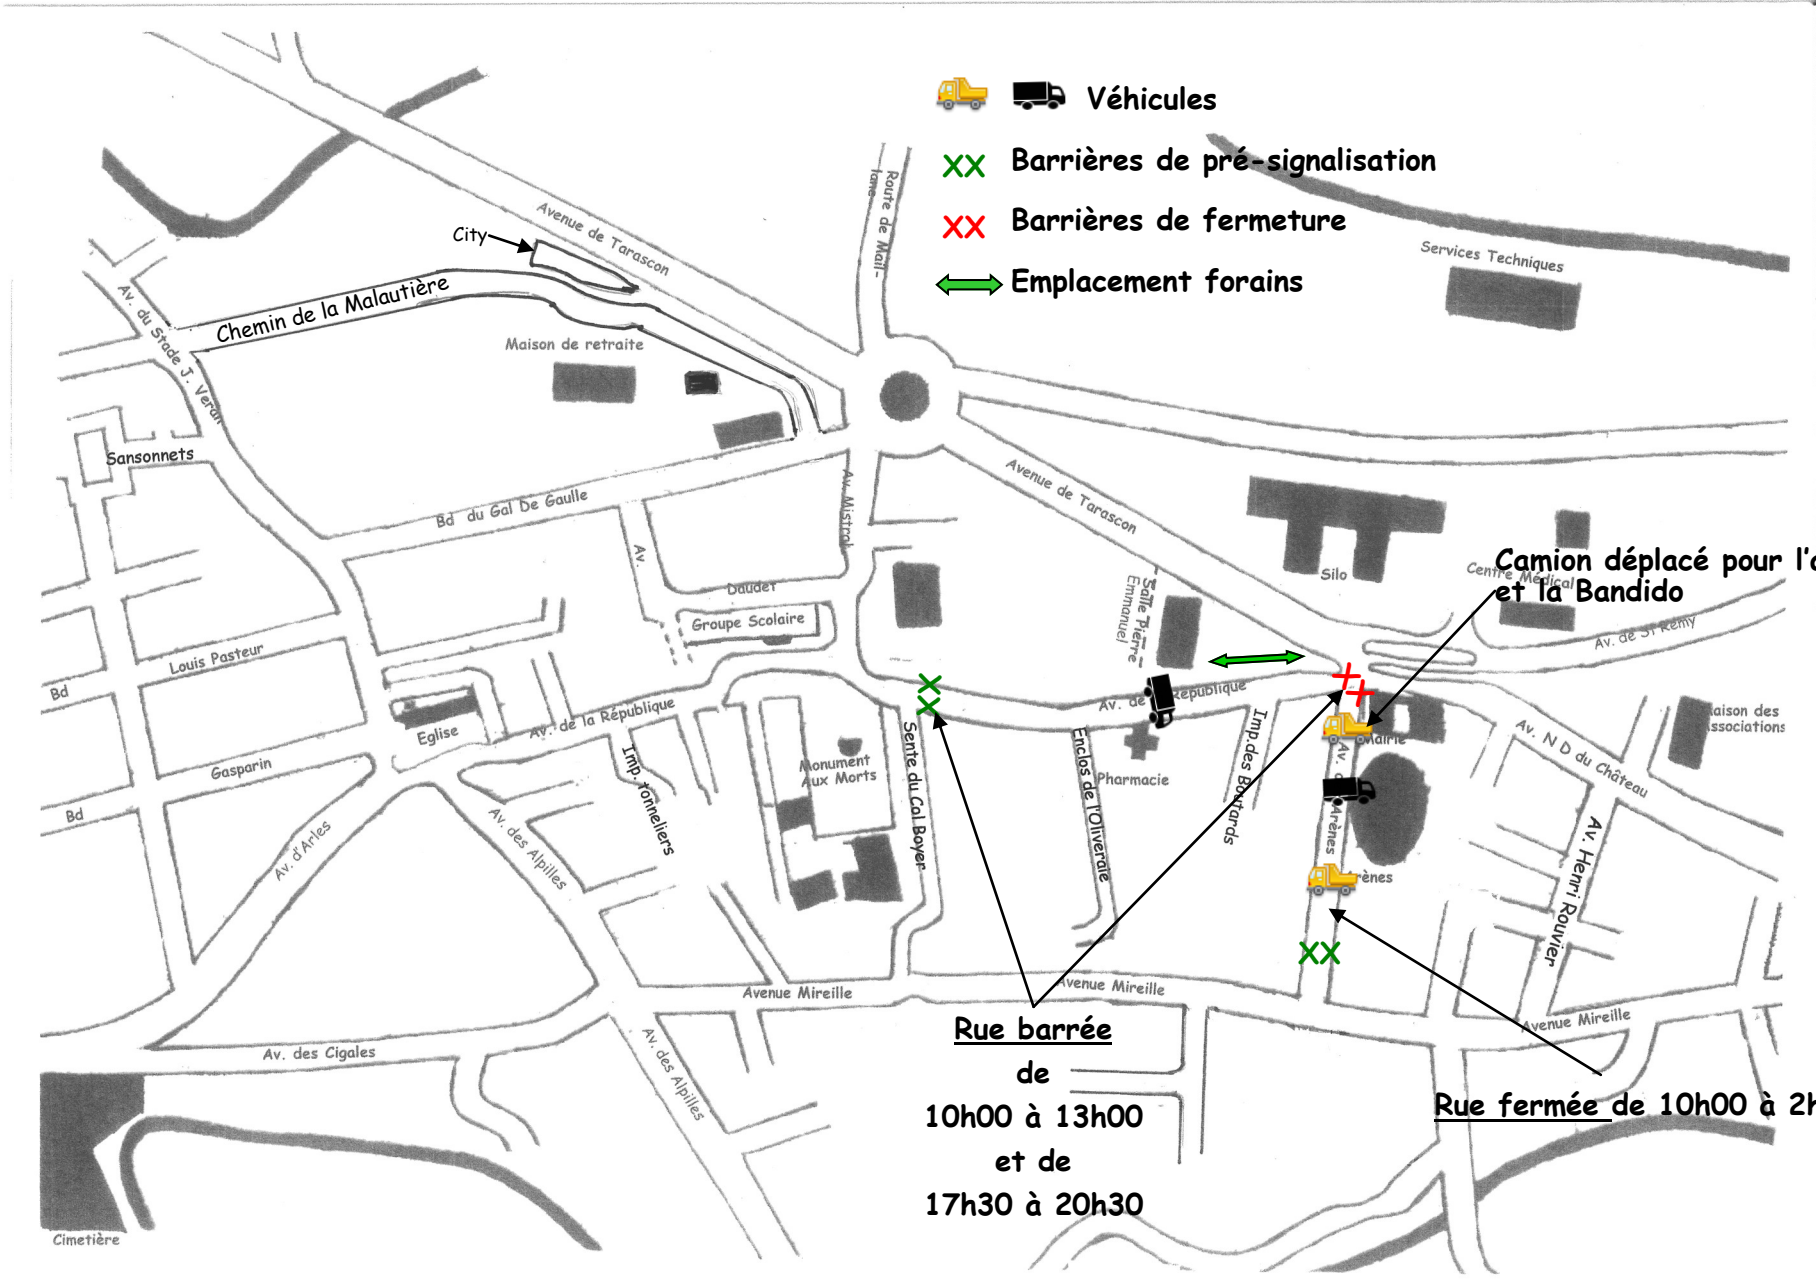 Véhicules
Barrières de pré-signalisation
Barrières de fermeture
Emplacement forains
Route de Mail-
lane
Avenue de Tarascon
City
Services Techniques
Chemin de la Malautière
Av. du Stade J. Veran
Maison de retraite
Sansonnets
Avenue de Tarascon
Bd du Gal De Gaulle
Av. Mistral
Av.
Silo
Camion déplacé pour l'a
et la Bandido
Centre Médical
Daudet
Groupe Scolaire
Salle Pierre
Emmanuel
Av. de St Rémy
Louis Pasteur
Bd
Av. de la République
Av. de République
Eglise
Gasparin
Bd
Imp. tonneliers
Monument
Aux Morts
Sente du Cal.Boyer
Enclos de l'Oliveraie
Pharmacie
Imp.des Boutards
Mairie
Av. Arènes
Av. N D du Château
aison des
ssociations
Av. Henri Rouvier
rènes
Av. d'Arles
Av. des Alpilles
Avenue Mireille
Avenue Mireille
Avenue Mireille
Av. des Cigales
Av. des Alpilles
Rue barrée
de
10h00 à 13h00
et de
17h30 à 20h30
Rue fermée de 10h00 à 2h
Cimetière